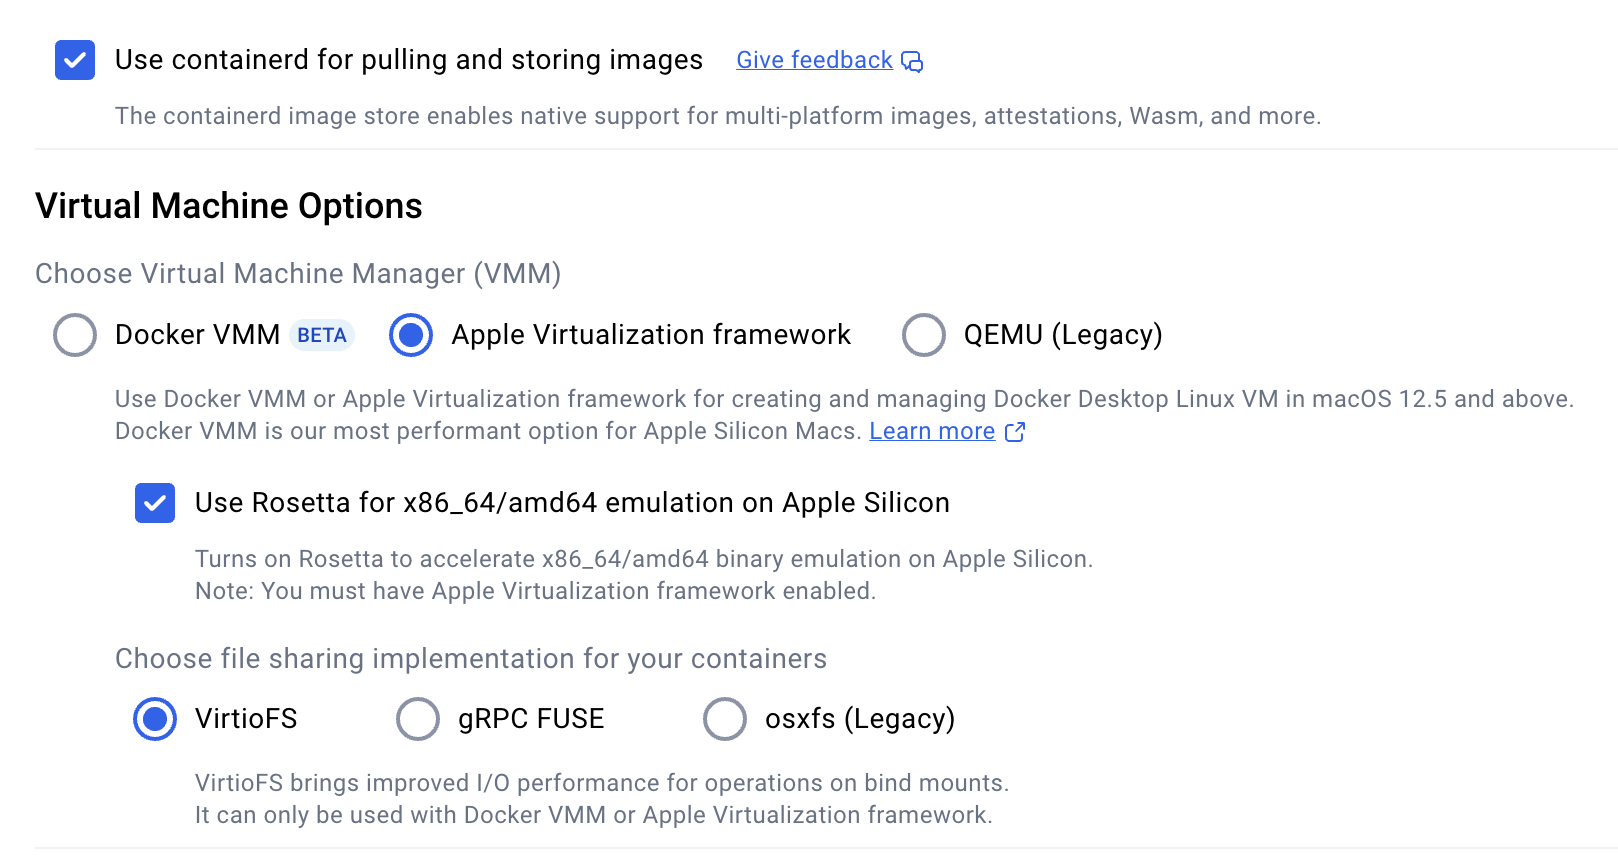 Use containerd for pulling and storing images Give feedback
The containerd image store enables native support for multi-platform images, attestations, Wasm, and more.
Virtual Machine Options
Choose Virtual Machine Manager (VMM)
Docker VMM BETA Apple Virtualization framework QEMU (Legacy)
Use Docker VMM or Apple Virtualization framework for creating and managing Docker Desktop Linux VM in macOS 12.5 and above.
Docker VMM is our most performant option for Apple Silicon Macs. Learn more
Use Rosetta for x86_64/amd64 emulation on Apple Silicon
Turns on Rosetta to accelerate x86_64/amd64 binary emulation on Apple Silicon.
Note: You must have Apple Virtualization framework enabled.
Choose file sharing implementation for your containers
VirtioFS gRPC FUSE osxfs (Legacy)
VirtioFS brings improved I/O performance for operations on bind mounts.
It can only be used with Docker VMM or Apple Virtualization framework.